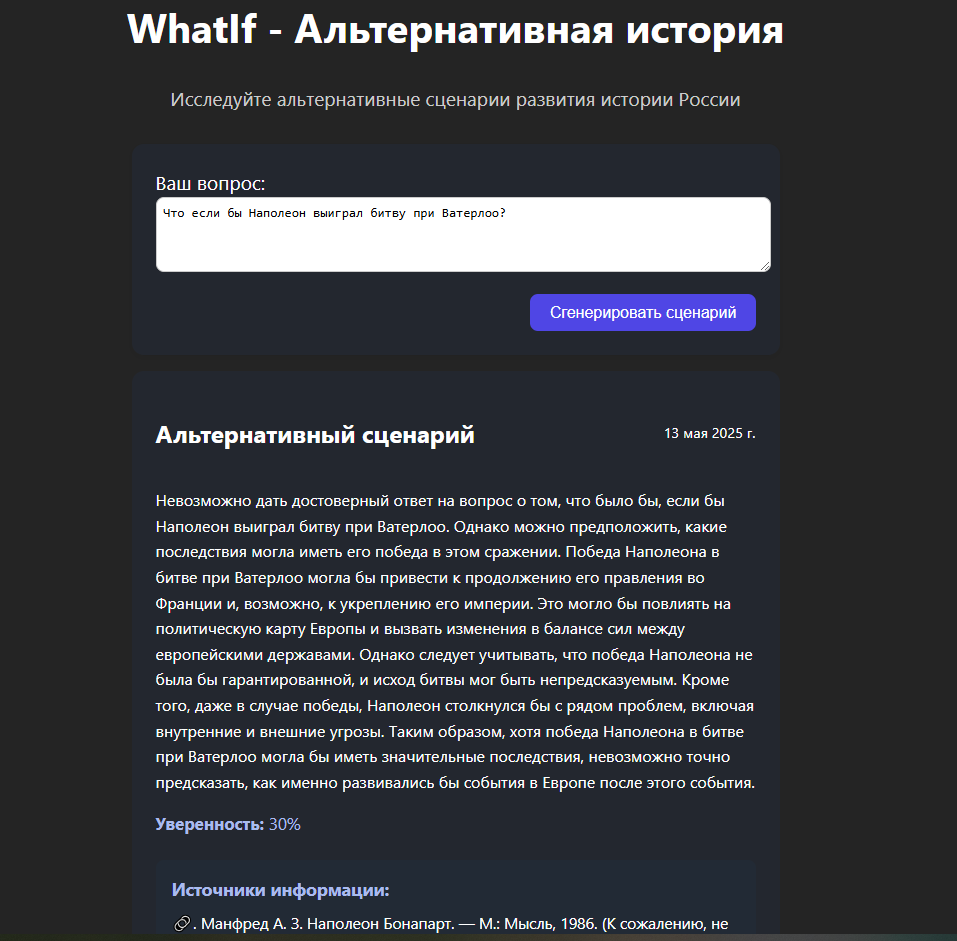 WhatIf - Альтернативная история
Исследуйте альтернативные сценарии развития истории России
Ваш вопрос:
Что если бы Наполеон выиграл битву при Ватерлоо?
Сгенерировать сценарий
Альтернативный сценарий
13 мая 2025 г.
Невозможно дать достоверный ответ на вопрос о том, что было бы, если бы
Наполеон выиграл битву при Ватерлоо. Однако можно предположить, какие
последствия могла иметь его победа в этом сражении. Победа Наполеона в
битве при Ватерлоо могла бы привести к продолжению его правления во
Франции и, возможно, к укреплению его империи. Это могло бы повлиять на
политическую карту Европы и вызвать изменения в балансе сил между
европейскими державами. Однако следует учитывать, что победа Наполеона не
была бы гарантированной, и исход битвы мог быть непредсказуемым. Кроме
того, даже в случае победы, Наполеон столкнулся бы с рядом проблем, включая
внутренние и внешние угрозы. Таким образом, хотя победа Наполеона в битве
при Ватерлоо могла бы иметь значительные последствия, невозможно точно
предсказать, как именно развивались бы события в Европе после этого события.
Уверенность: 30%
Источники информации:
. Манфред А. З. Наполеон Бонапарт. — М.: Мысль, 1986. (К сожалению, не